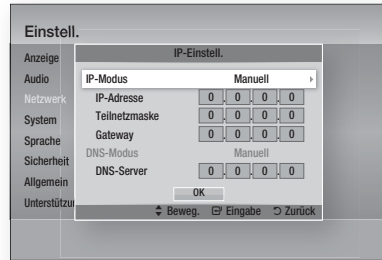 Einstell.
IP-Einstell.
Anzeige
Audio
Netzwerk
System
Sprache
Sicherheit
Allgemein
Unterstützu
IP-Modus Manuell
IP-Adresse 0 . 0 . 0 . 0
Teilnetzmaske 0 . 0 . 0 . 0
Gateway 0 . 0 . 0 . 0
DNS-Modus Manuell
DNS-Server 0 . 0 . 0 . 0
OK
Beweg. Eingabe Zurück